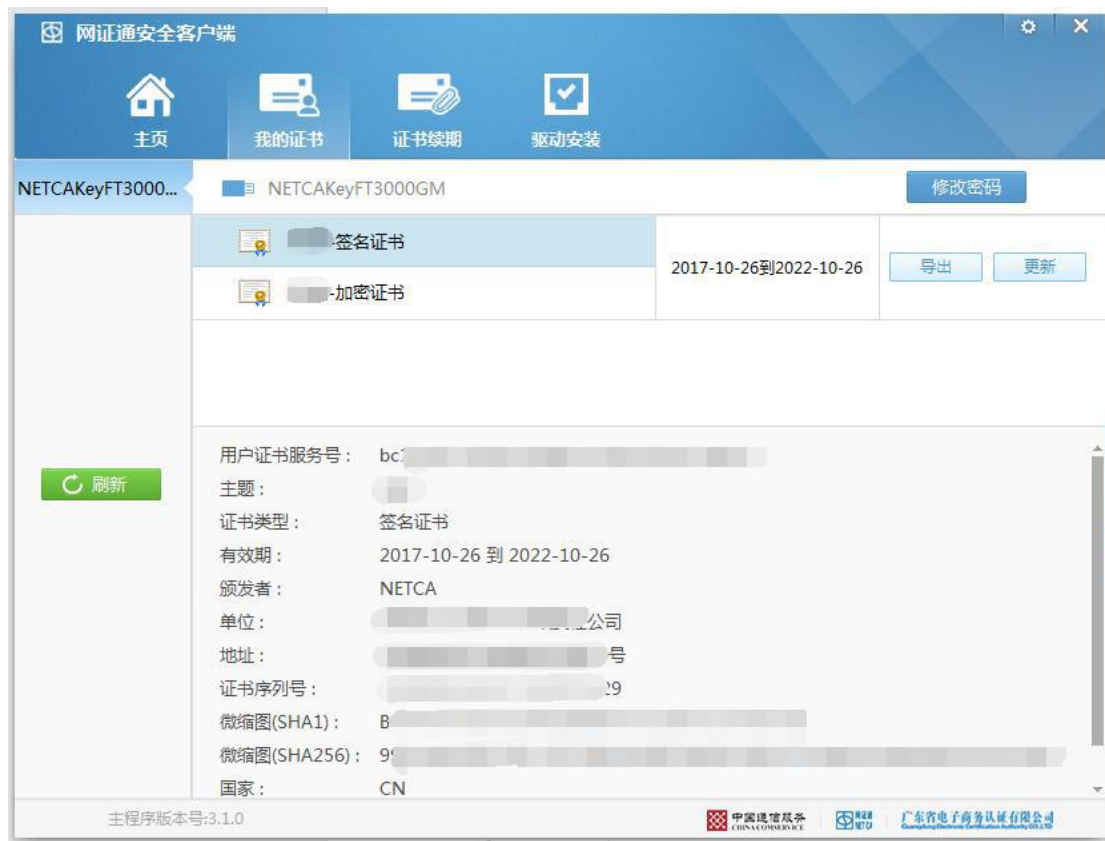 网证通安全客户端
主页 我的证书 证书续期 驱动安装
NETCAKeyFT3000... NETCAKeyFT3000GM 修改密码
签名证书
2017-10-26到2022-10-26 导出 更新
-加密证书
用户证书服务号: bc
刷新
主题:
证书类型: 签名证书
有效期: 2017-10-26 到 2022-10-26
颁发者: NETCA
单位: 公司
地址: 号
证书序列号: 29
微缩图(SHA1): B
微缩图(SHA256): 99
国家: CN
主程序版本号:3.1.0 中国通信服务 CHINA COMSERVICE 网证通 NETCA 广东省电子商务认证有限公司